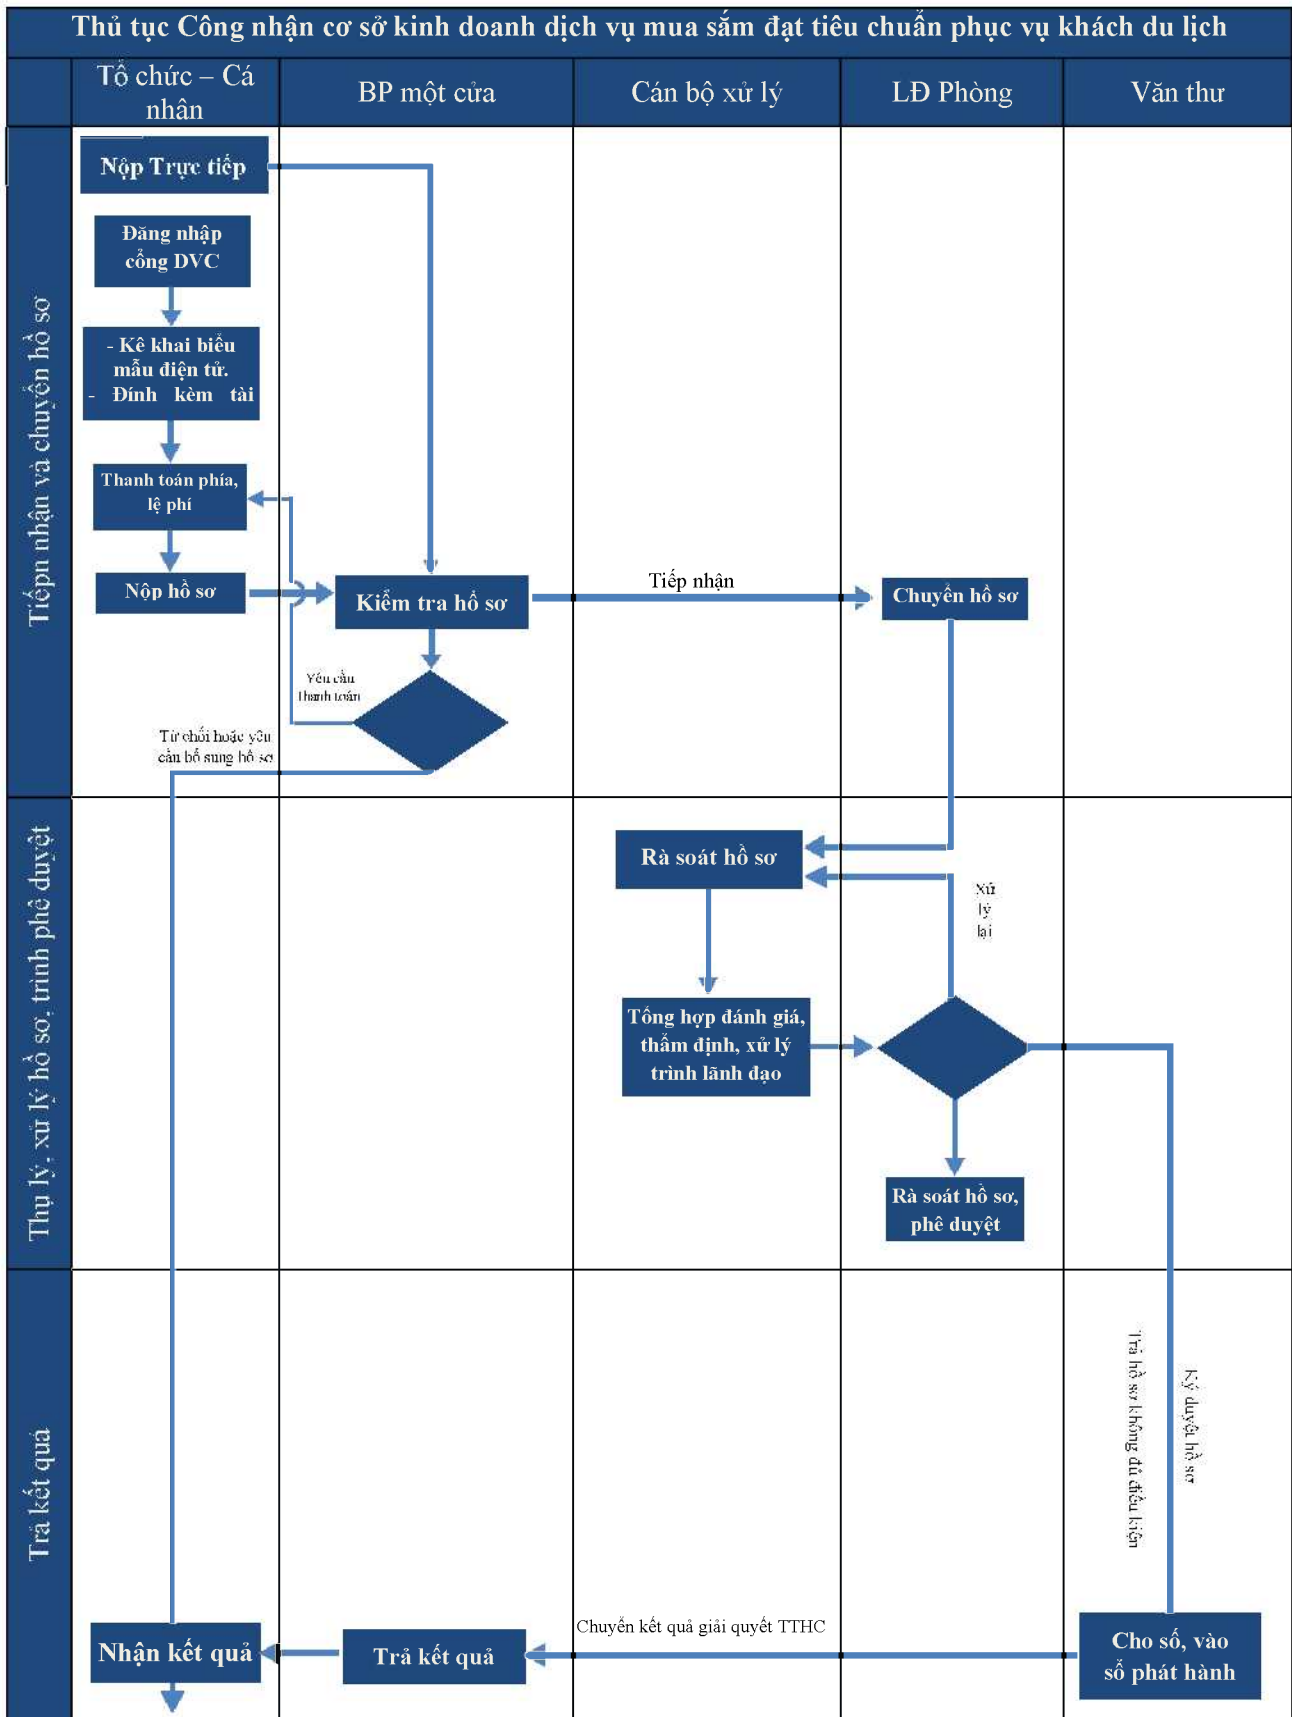 Thủ tục Công nhận cơ sở kinh doanh dịch vụ mua sắm đạt tiêu chuẩn phục vụ khách du lịch
Tổ chức – Cá
nhân
BP một cửa
Cán bộ xử lý
LĐ Phòng
Văn thư
Tiếpn nhận và chuyển hồ sơ
Nộp Trực tiếp
Đăng nhập
cổng DVC
- Kê khai biểu
mẫu điện tử.
- Đính kèm tài
Thanh toán phía,
lệ phí
Nộp hồ sơ
Kiểm tra hồ sơ
Tiếp nhận
Chuyển hồ sơ
Yêu cầu
thanh toán
Từ chối hoặc yêu
cầu bổ sung hồ sơ
Thụ lý, xử lý hồ sơ, trình phê duyệt
Rà soát hồ sơ
Xử
lý
lại
Tổng hợp đánh giá,
thẩm định, xử lý
trình lãnh đạo
Rà soát hồ sơ,
phê duyệt
Trả kết quả
Trả hồ sơ không đủ điều kiện
Ký duyệt hồ sơ
Nhận kết quả
Trả kết quả
Chuyển kết quả giải quyết TTHC
Cho số, vào
sổ phát hành